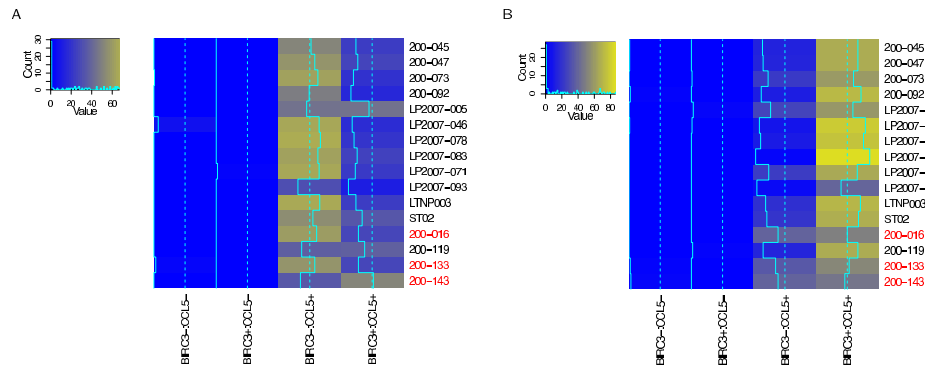 A
B
Count
0 10 20 30
0 20 40 60
Value
200-045
200-047
200-073
200-092
LP2007-005
LP2007-046
LP2007-078
LP2007-083
LP2007-071
LP2007-093
LTNP003
ST02
200-016
200-119
200-133
200-143
BIRC3-:CCL5-
BIRC3+:CCL5-
BIRC3-:CCL5+
BIRC3+:CCL5+
Count
0 10 20
0 20 40 60 80
Value
200-045
200-047
200-073
200-092
LP2007-
LP2007-
LP2007-
LP2007-
LP2007-
LP2007-
LTNP003
ST02
200-016
200-119
200-133
200-143
BIRC3-:CCL5-
BIRC3+:CCL5-
BIRC3-:CCL5+
BIRC3+:CCL5+